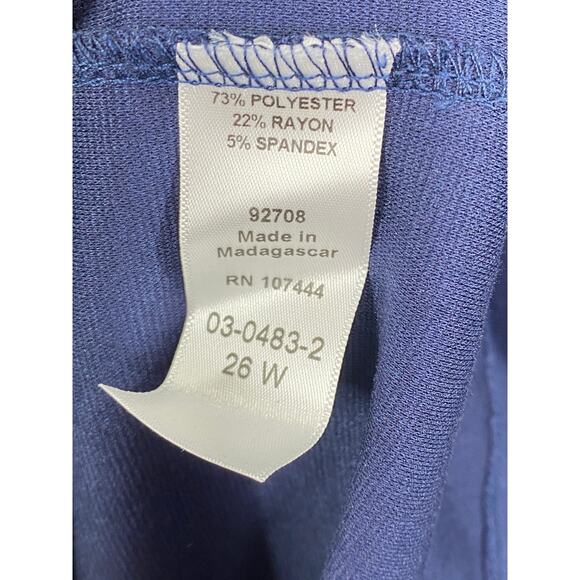 73% POLYESTER
22% RAYON
5% SPANDEX
92708
Made in
Madagascar
RN 107444
03-0483-2
26 W